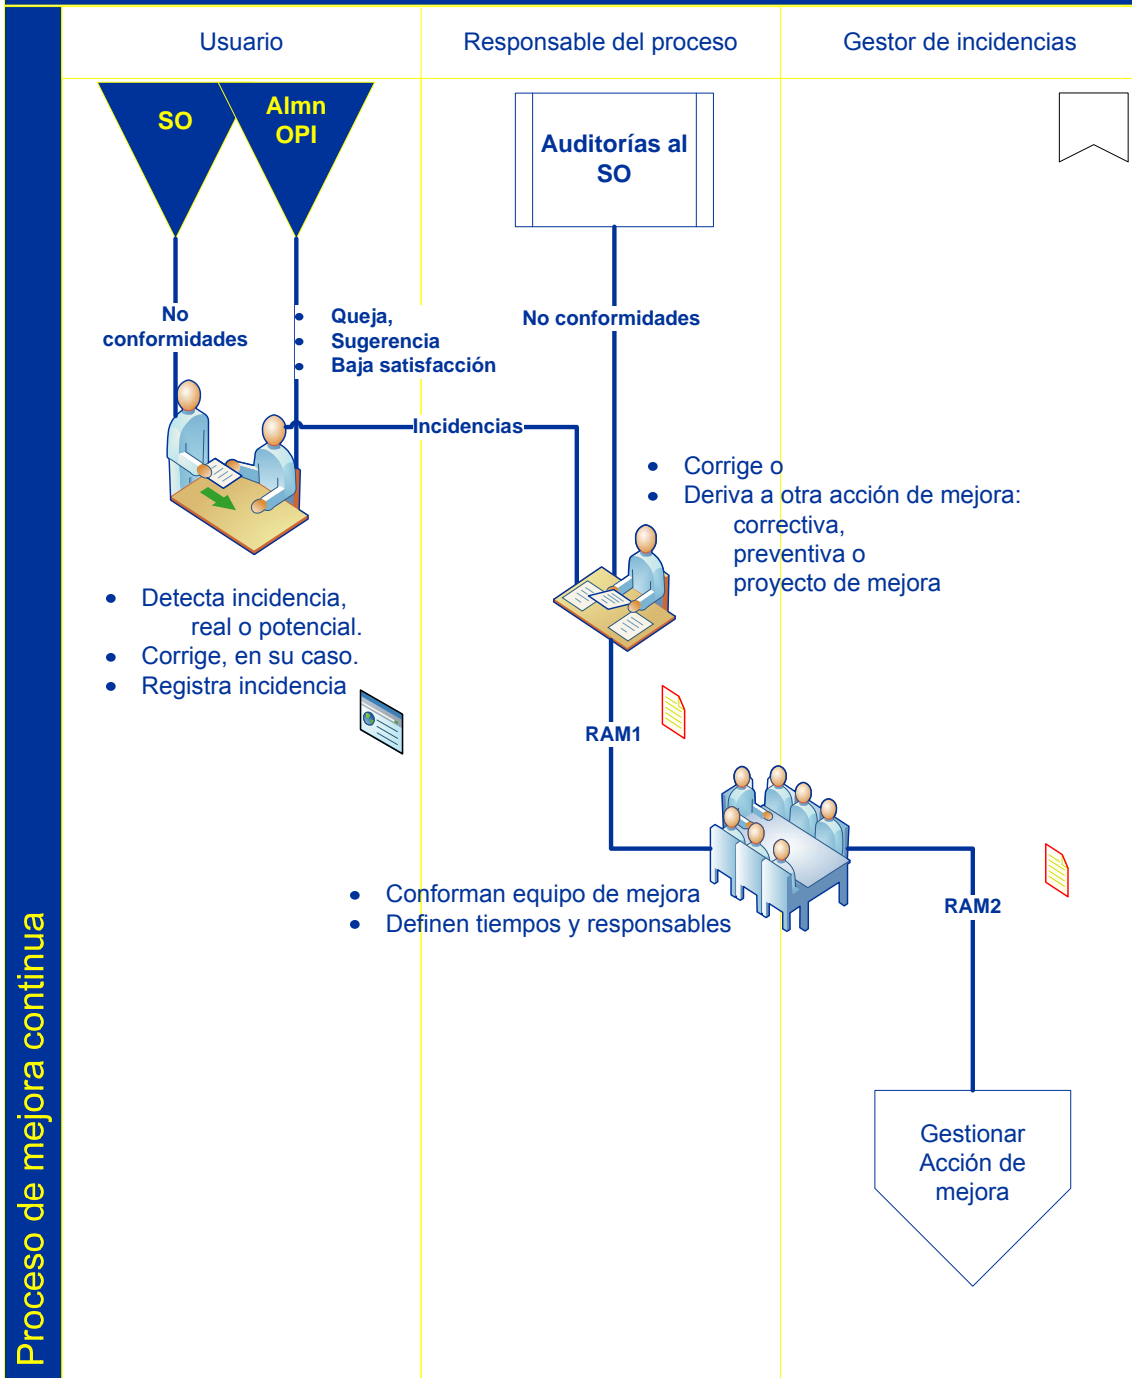 Usuario
Responsable del proceso
Gestor de incidencias
SO
Almn
OPI
Auditorías al
SO
No
conformidades
• Queja,
• Sugerencia
• Baja satisfacción
No conformidades
Incidencias
• Corrige o
• Deriva a otra acción de mejora:
correctiva,
preventiva o
proyecto de mejora
• Detecta incidencia,
real o potencial.
• Corrige, en su caso.
• Registra incidencia
RAM1
• Conforman equipo de mejora
• Definen tiempos y responsables
RAM2
Gestionar
Acción de
mejora
Proceso de mejora continua